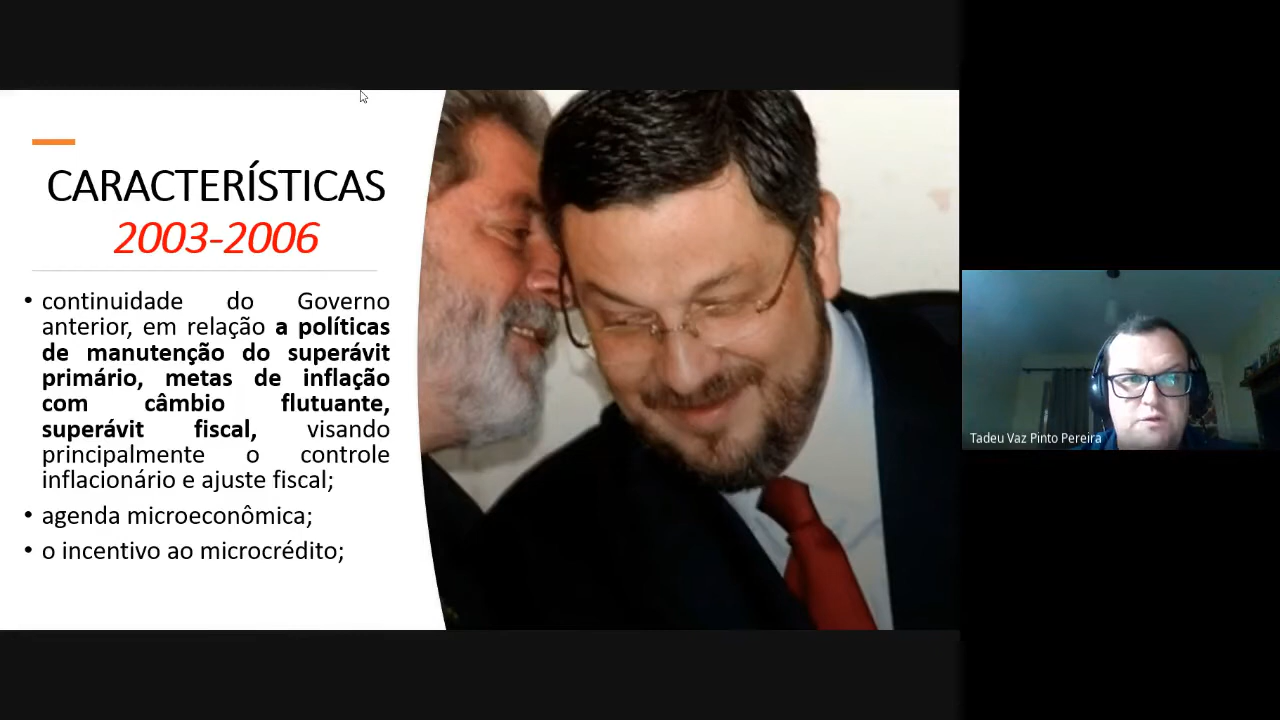 CARACTERÍSTICAS
2003-2006
• continuidade do Governo
anterior, em relação a políticas
de manutenção do superávit
primário, metas de inflação
com câmbio flutuante,
superávit fiscal, visando
principalmente o controle
inflacionário e ajuste fiscal;
• agenda microeconômica;
• o incentivo ao microcrédito;
Tadeu Vaz Pinto Pereira